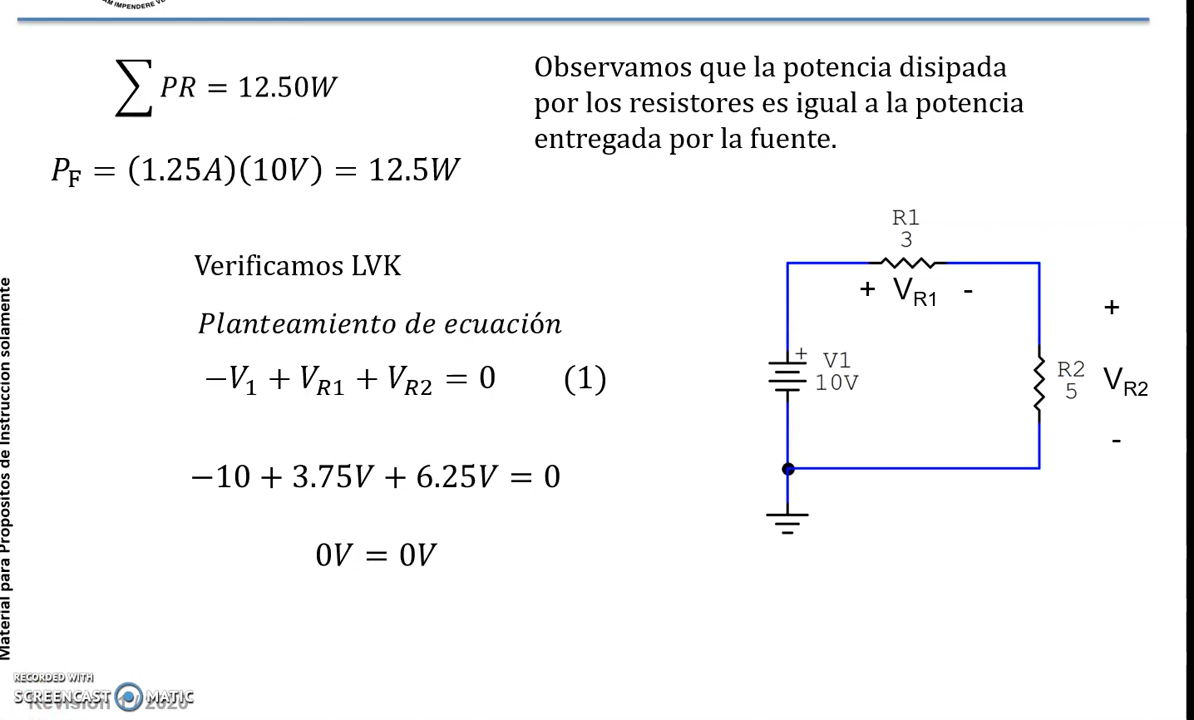 AM IMPENDERE V
∑ PR = 12.50W
Observamos que la potencia disipada
por los resistores es igual a la potencia
entregada por la fuente.
P_F = (1.25A)(10V) = 12.5W
Verificamos LVK
Planteamiento de ecuación
−V_1 + V_R1 + V_R2 = 0 (1)
−10 + 3.75V + 6.25V = 0
0V = 0V
R1
3
+ V_R1 -
+ V1
10V
+
R2
5
V_R2
-
Material para Propositos de Instruccion solamente
RECORDED WITH
SCREENCAST MATIC